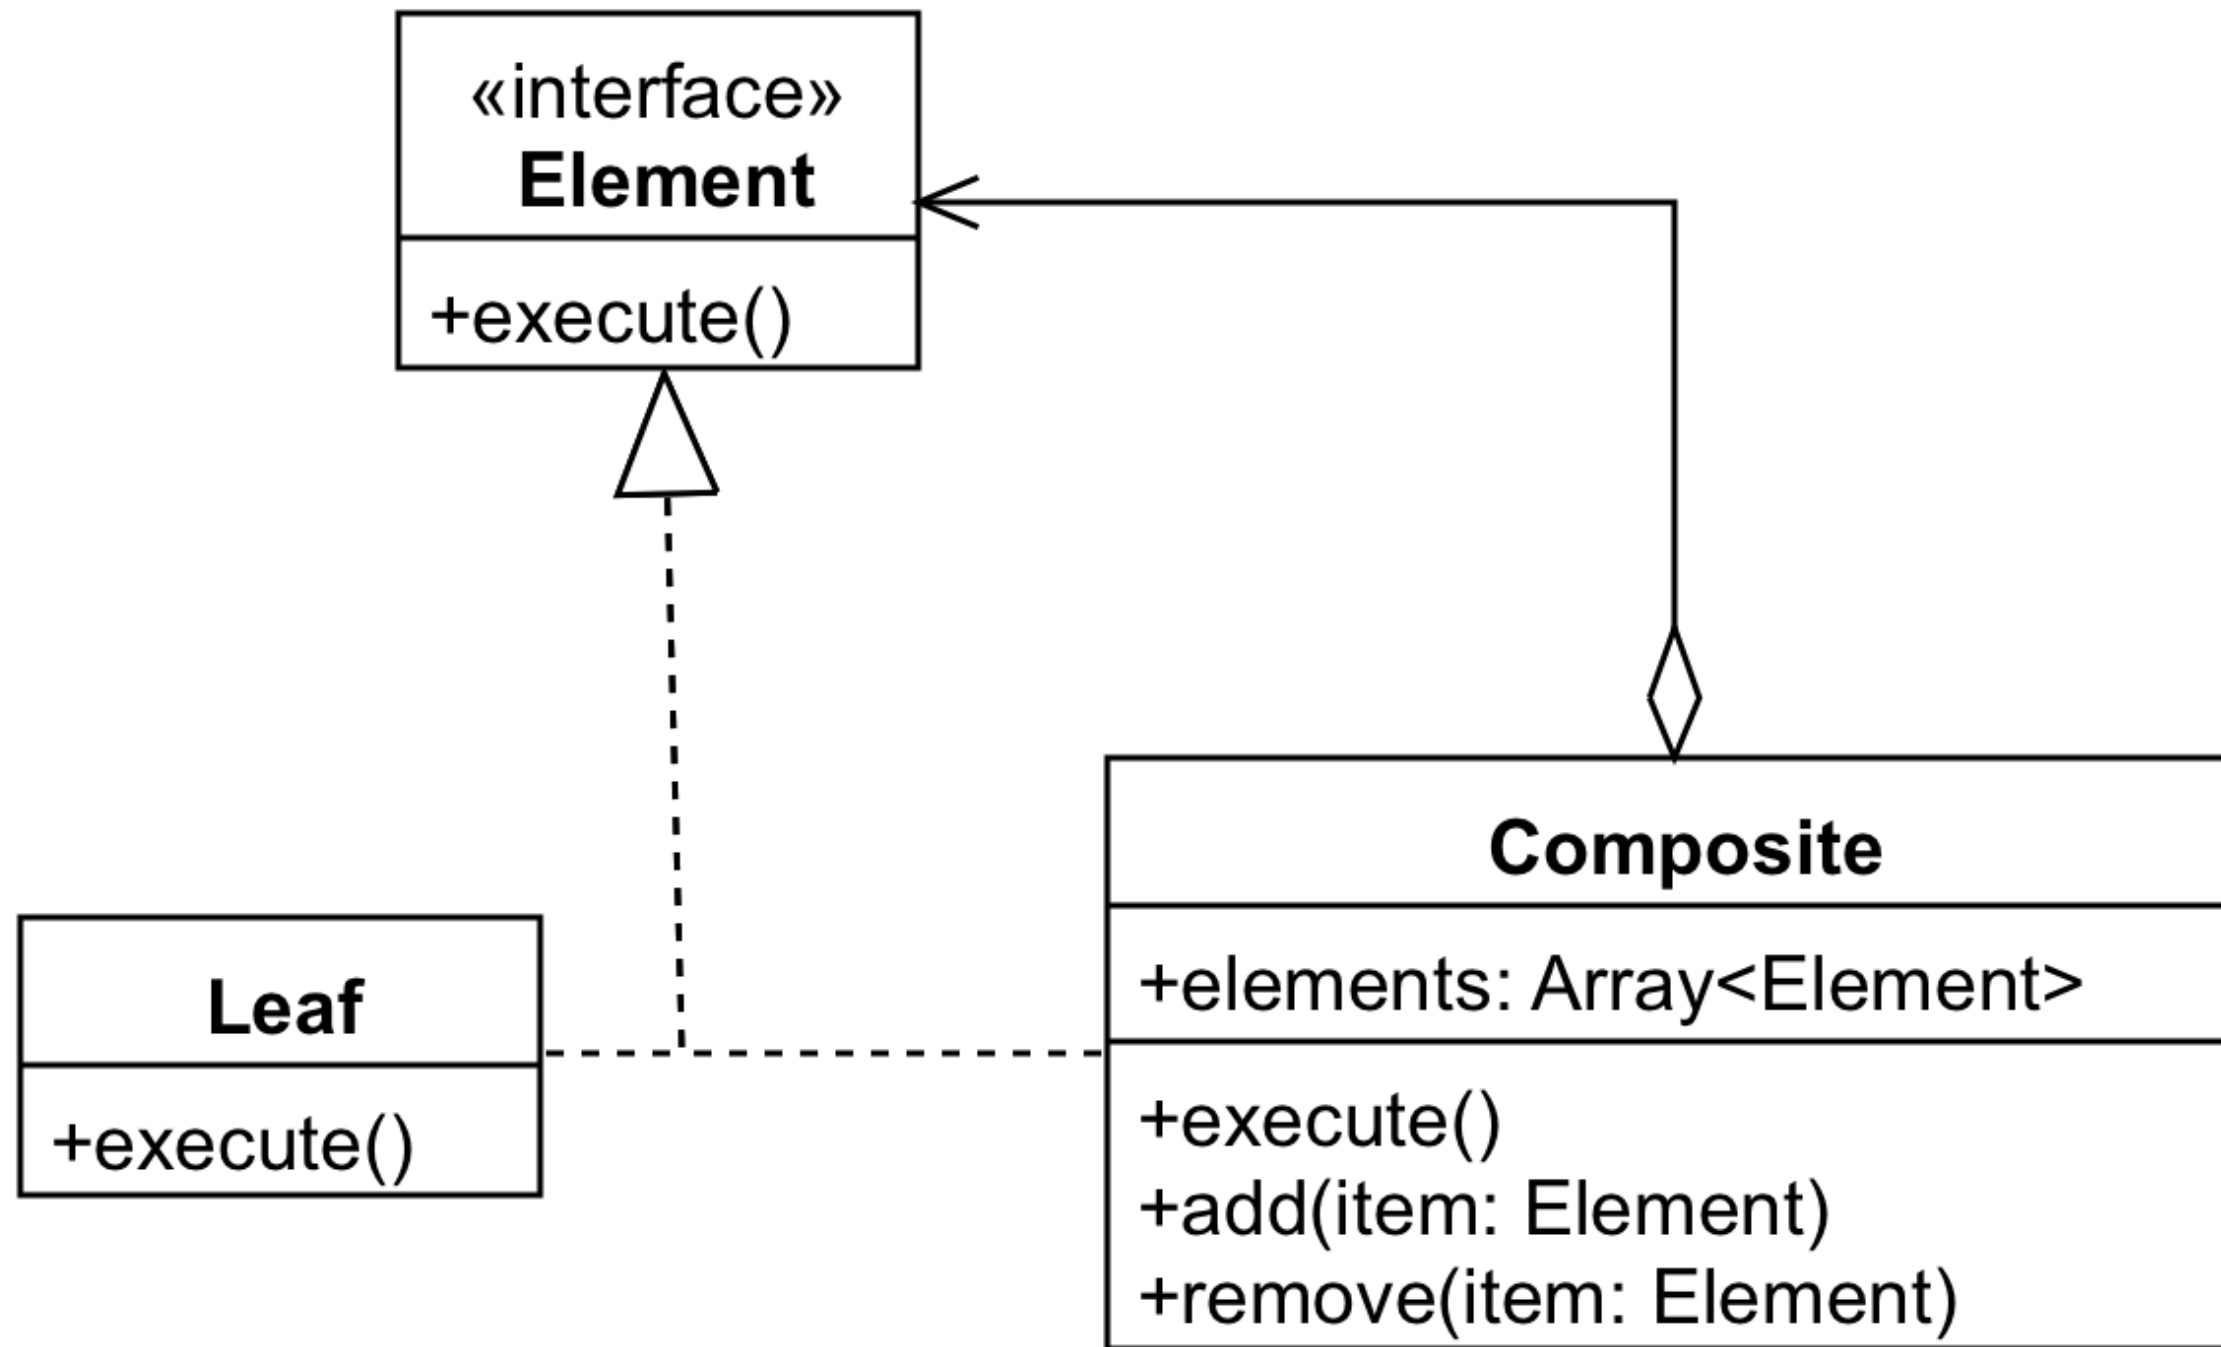 «interface»
Element
+execute()
Leaf
+execute()
Composite
+elements: Array<Element>
+execute()
+add(item: Element)
+remove(item: Element)